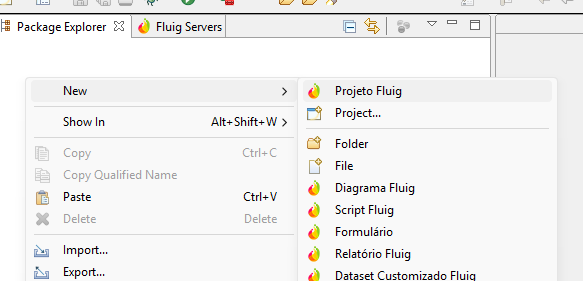 Package Explorer Fluig Servers
New
Show In Alt+Shift+W
Copy Ctrl+C
Copy Qualified Name
Paste Ctrl+V
Delete Delete
Import...
Export...
Projeto Fluig
Project...
Folder
File
Diagrama Fluig
Script Fluig
Formulário
Relatório Fluig
Dataset Customizado Fluig